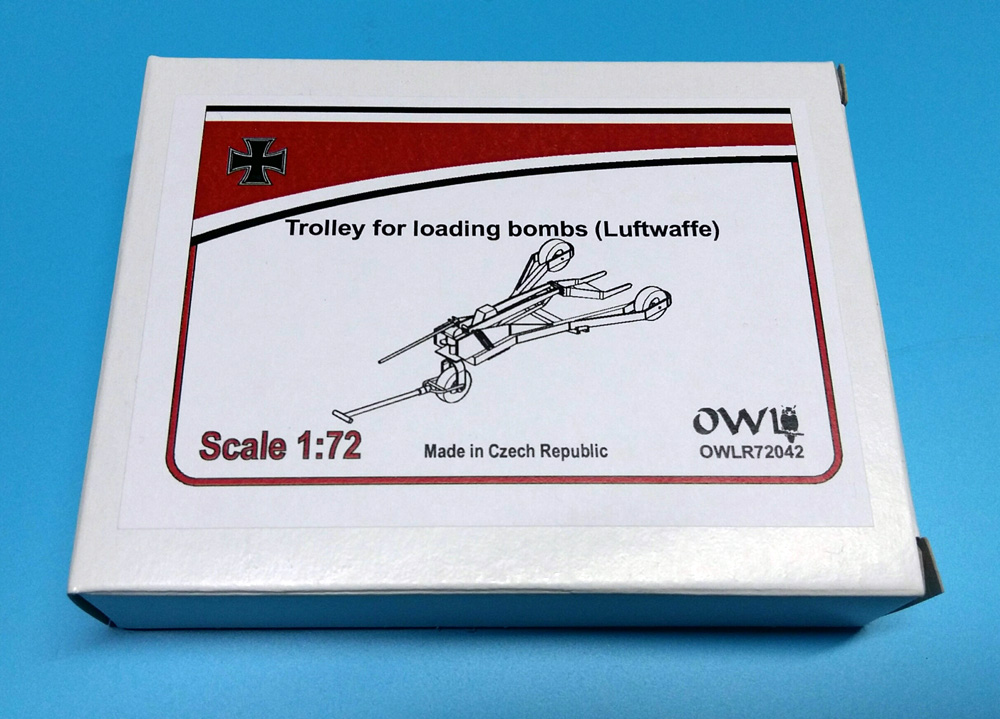 Trolley for loading bombs (Luftwaffe)
Scale 1:72
Made in Czech Republic
OWL
OWLR72042